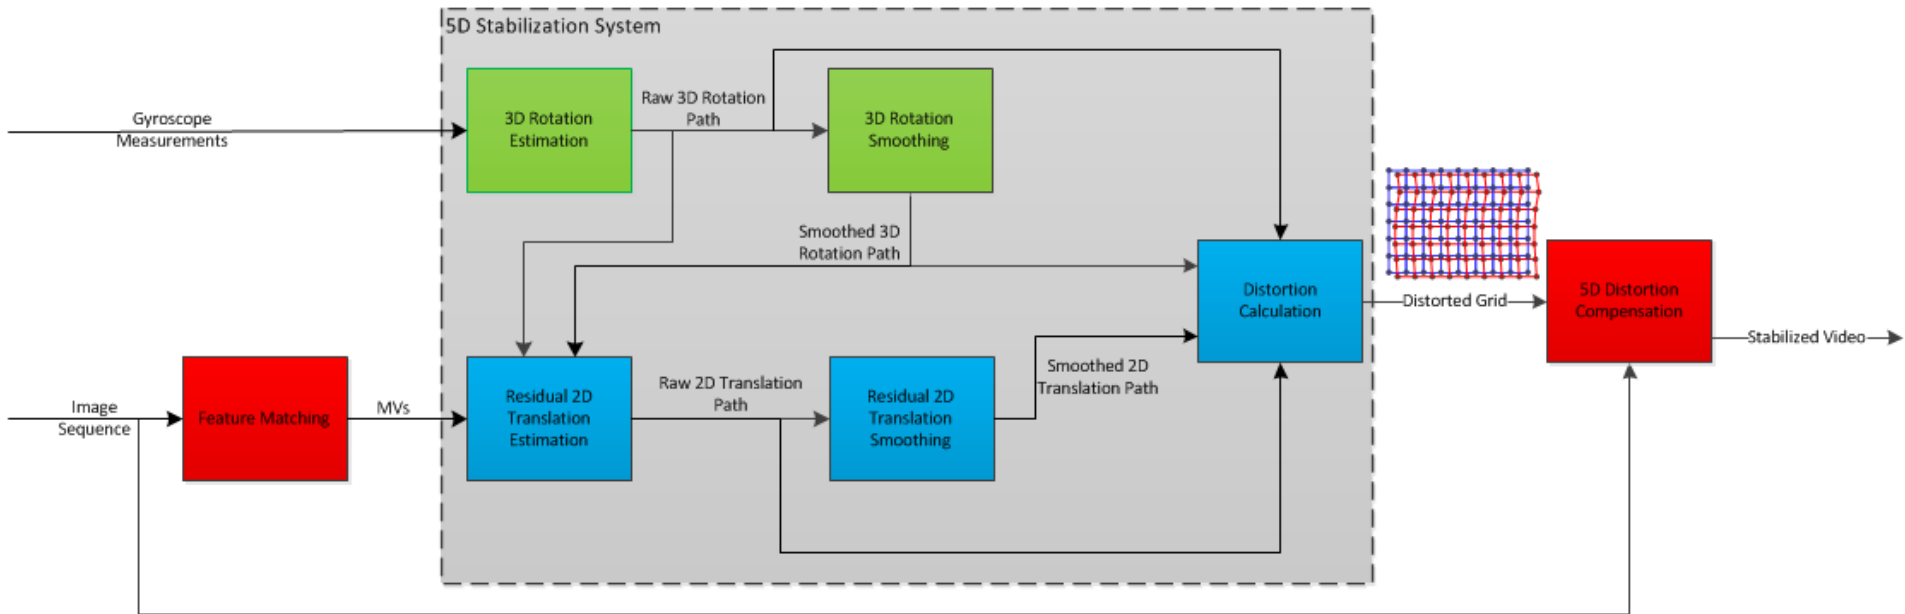 5D Stabilization System
Gyroscope
Measurements
3D Rotation
Estimation
Raw 3D Rotation
Path
3D Rotation
Smoothing
Smoothed 3D
Rotation Path
Distortion
Calculation
Distorted Grid
5D Distortion
Compensation
Stabilized Video
Image
Sequence
Feature Matching
MVs
Residual 2D
Translation
Estimation
Raw 2D Translation
Path
Residual 2D
Translation
Smoothing
Smoothed 2D
Translation Path